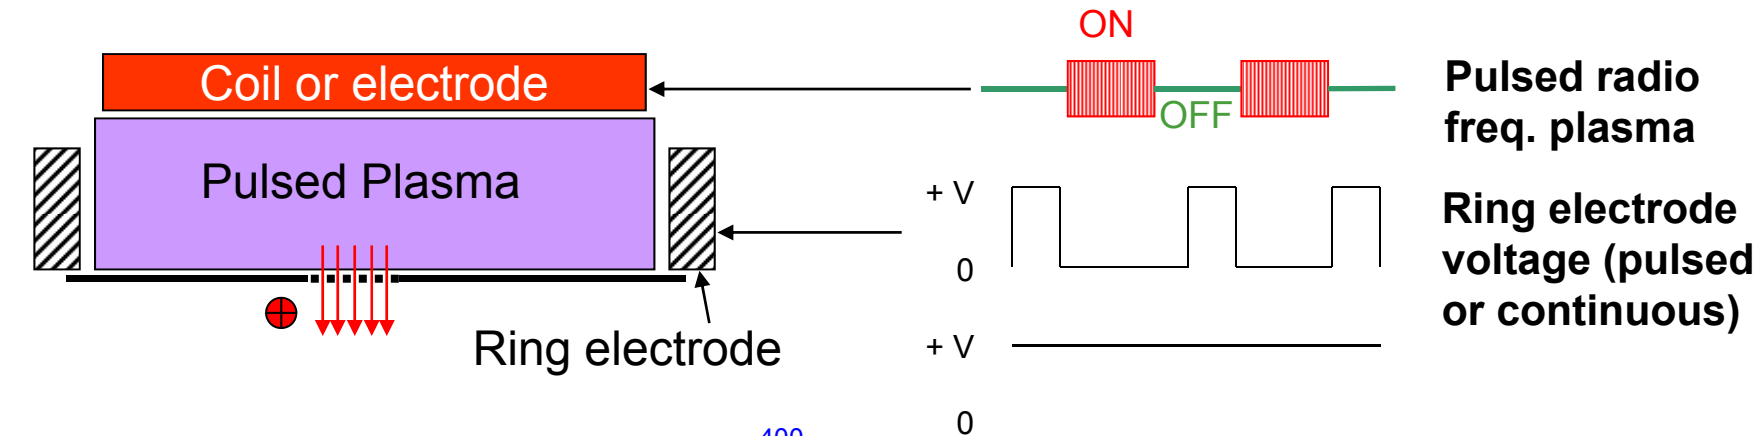 ON
Coil or electrode
OFF
Pulsed radio
freq. plasma
Pulsed Plasma
+ V
0
Ring electrode
voltage (pulsed
or continuous)
Ring electrode
+ V
0
400